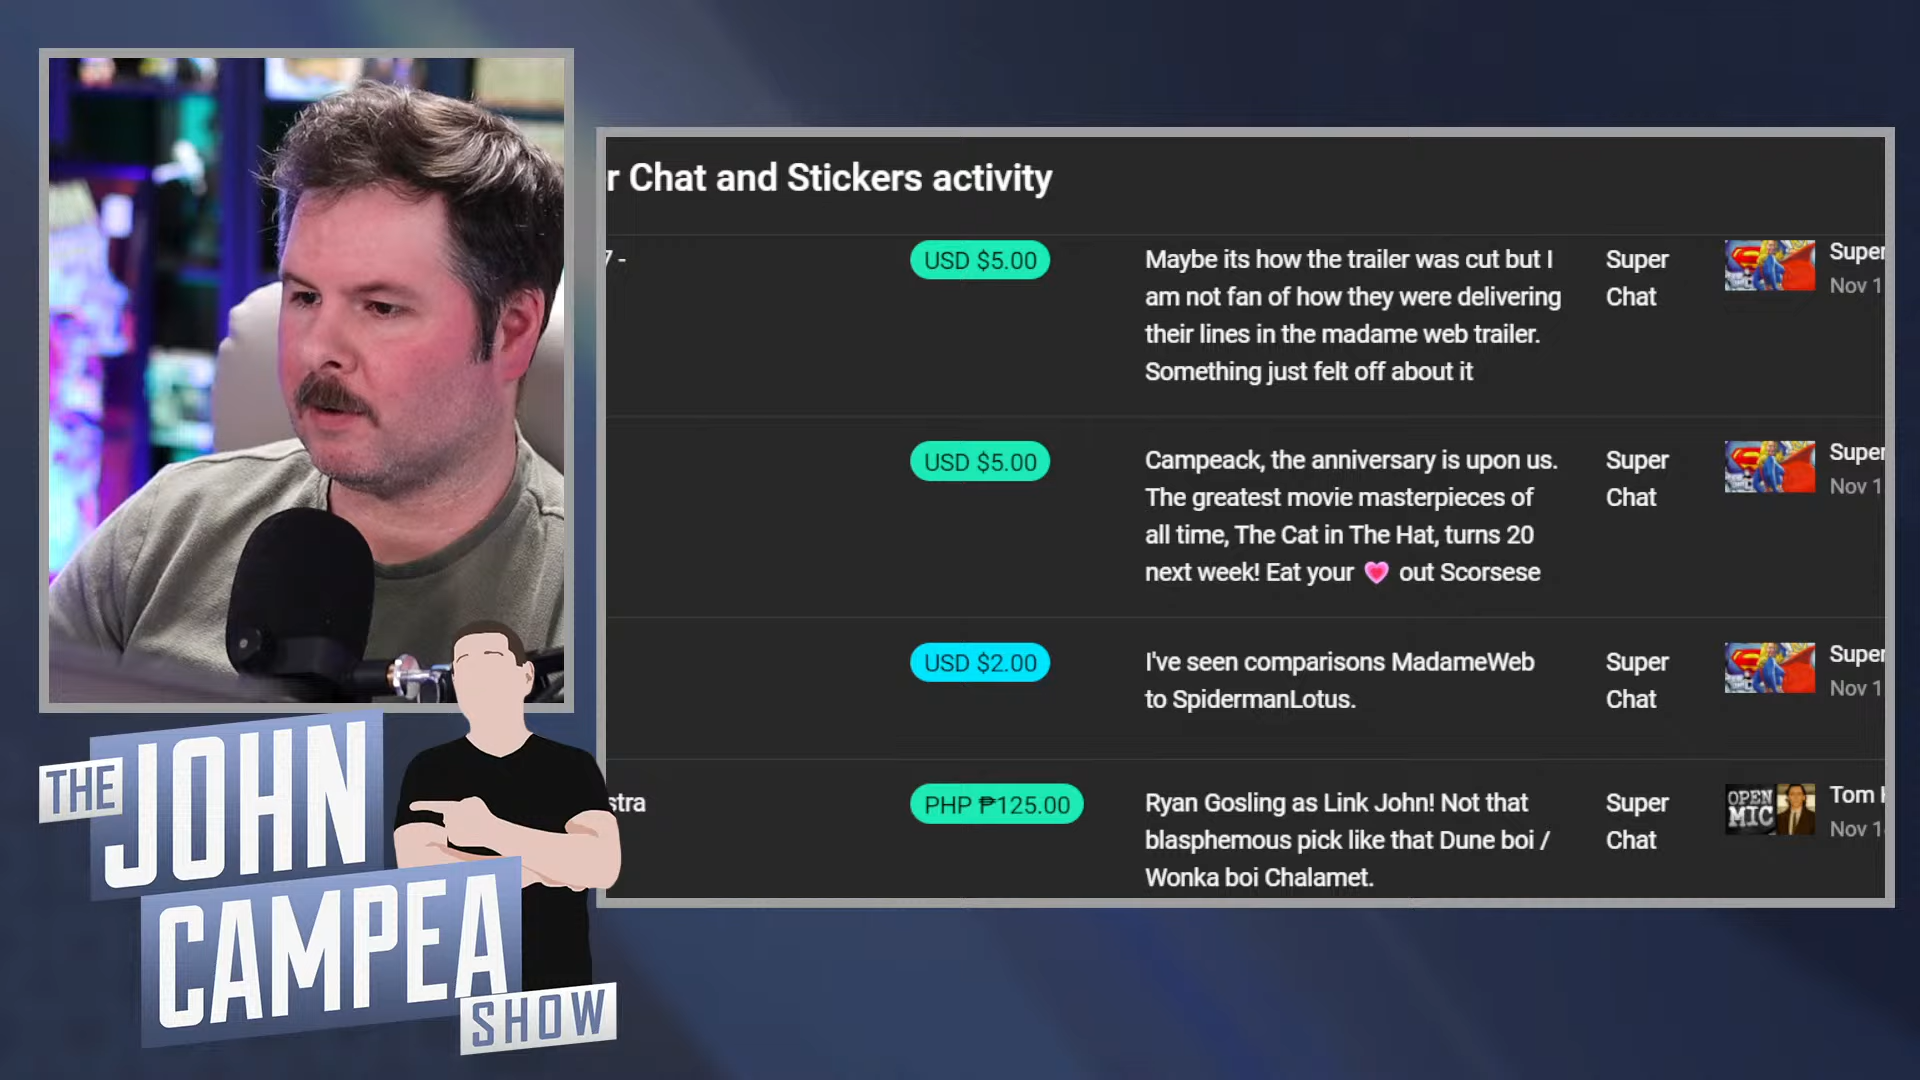 r Chat and Stickers activity
7 -
USD $5.00
Maybe its how the trailer was cut but I
am not fan of how they were delivering
their lines in the madame web trailer.
Something just felt off about it
Super
Chat
Super
Nov 1
USD $5.00
Campeack, the anniversary is upon us.
The greatest movie masterpieces of
all time, The Cat in The Hat, turns 20
next week! Eat your 💗 out Scorsese
Super
Chat
Super
Nov 1
USD $2.00
I've seen comparisons MadameWeb
to SpidermanLotus.
Super
Chat
Super
Nov 1
stra
PHP ₱125.00
Ryan Gosling as Link John! Not that
blasphemous pick like that Dune boi /
Wonka boi Chalamet.
Super
Chat
OPEN
MIC
Tom
Nov 1
THE
JOHN
CAMPEA
SHOW